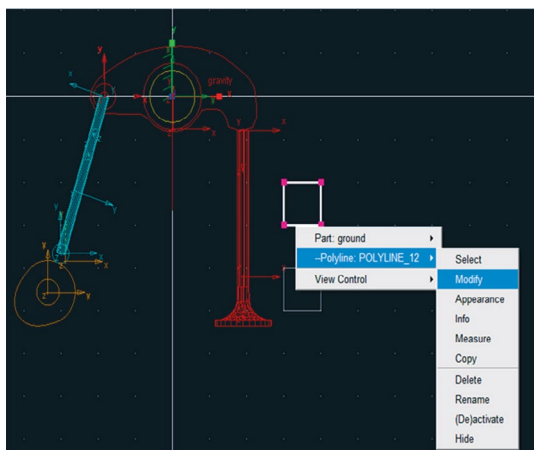 y
x
gravity
Y
x
x
Y
x
y
x
x
Part: ground
--Polyline: POLYLINE_12
View Control
Select
Modify
Appearance
Info
Measure
Copy
Delete
Rename
(De)activate
Hide